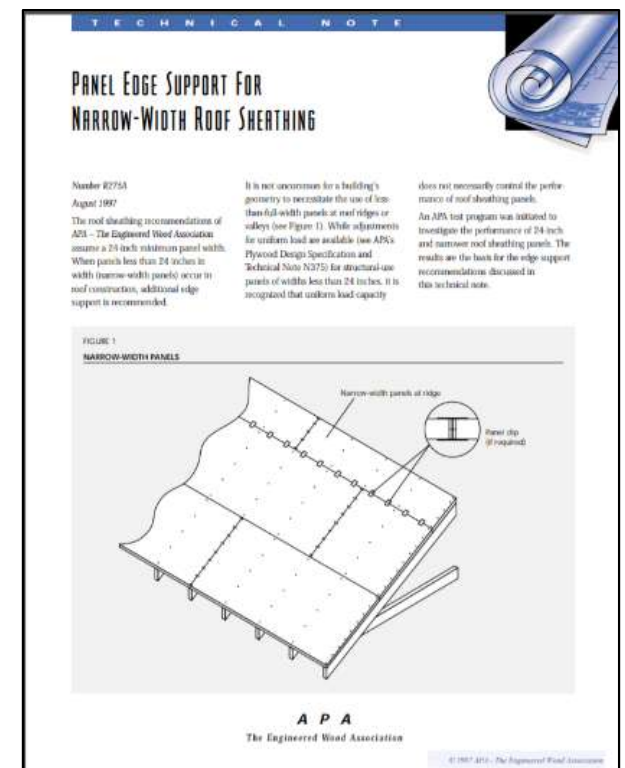 TECHNICAL NOTE
PANEL EDGE SUPPORT FOR
NARROW-WIDTH ROOF SHEATHING
Number R275A
August 1997
The roof sheathing recommendations of
APA – The Engineered Wood Association
assume a 24-inch minimum panel width.
When panels less than 24 inches in
width (narrow-width panels) occur in
roof construction, additional edge
support is recommended.
It is not uncommon for a building's
geometry to necessitate the use of less
than-full-width panels at roof ridges or
valleys (see Figure 1). While adjustments
for uniform load are available (see APA's
Plywood Design Specification and
Technical Note N375) for structural-use
panels of widths less than 24 inches, it is
recognized that uniform load-capacity
does not necessarily control the perfor-
mance of roof sheathing panels.
An APA test program was initiated to
investigate the performance of 24-inch
and narrower roof sheathing panels. The
results are the basis for the edge support
recommendations discussed in
this technical note.
FIGURE 1
NARROW-WIDTH PANELS
Narrow-width panels at ridge
Panel clip
(if required)
A P A
The Engineered Wood Association
© 1997 APA - The Engineered Wood Association